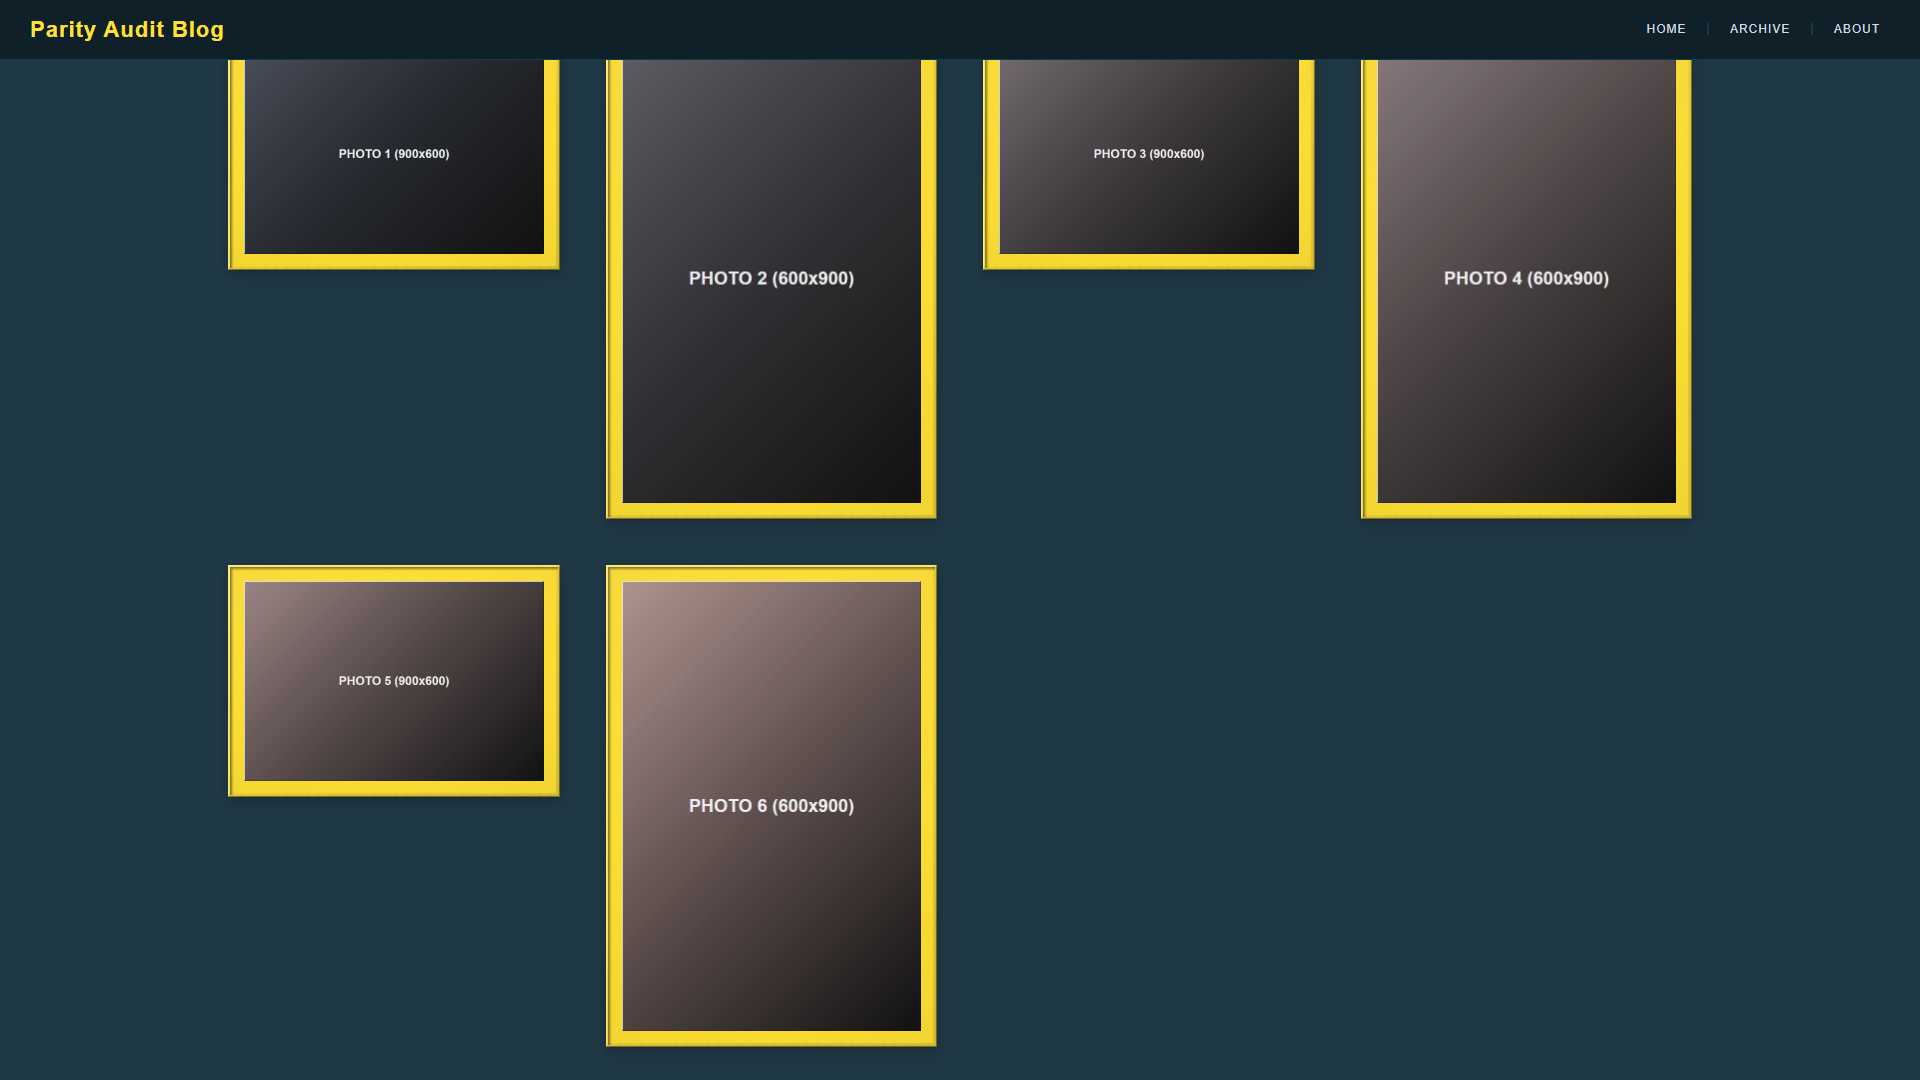 Parity Audit Blog
HOME | ARCHIVE | ABOUT
PHOTO 1 (900x600)
PHOTO 3 (900x600)
PHOTO 2 (600x900)
PHOTO 4 (600x900)
PHOTO 5 (900x600)
PHOTO 6 (600x900)